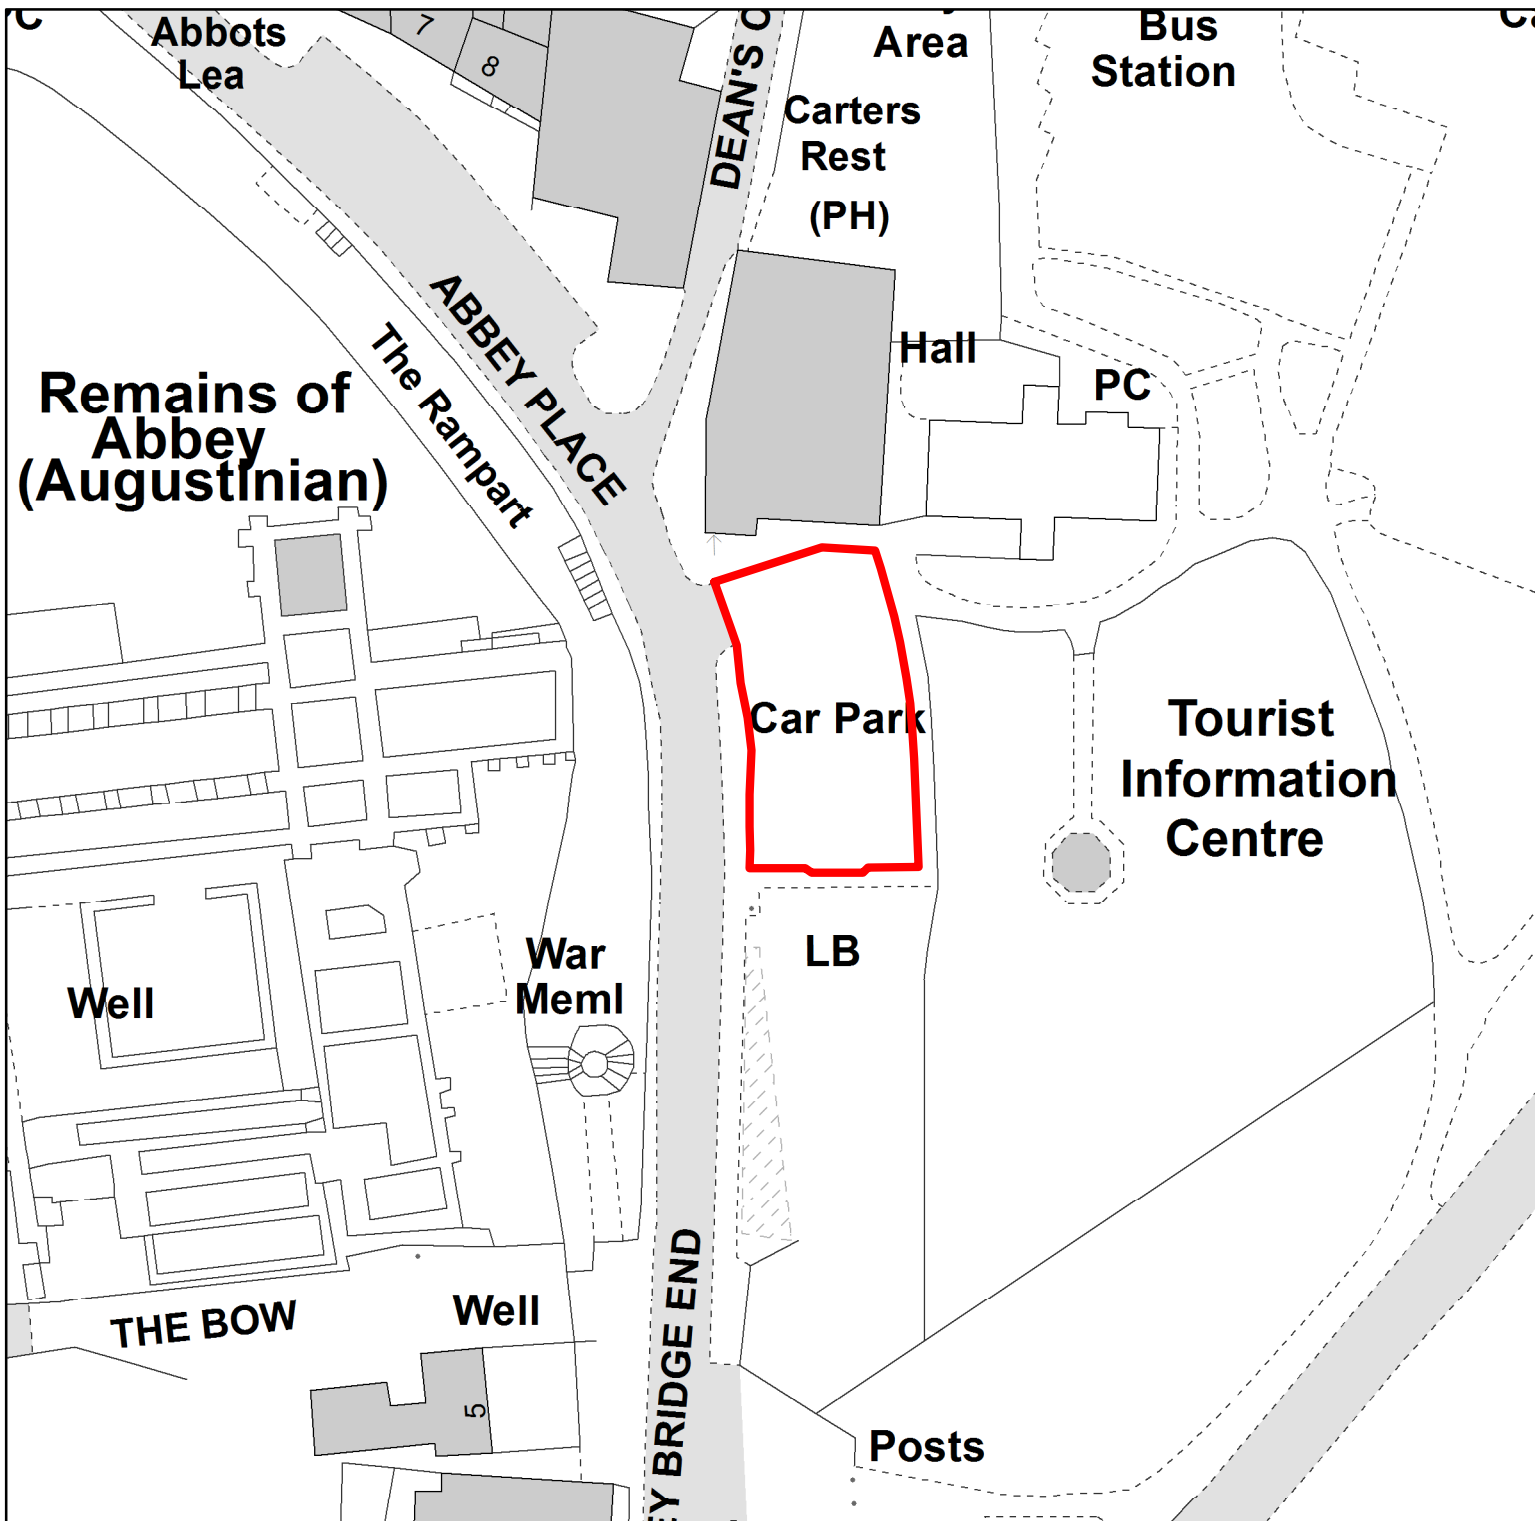 Abbots
Lea
7
8
DEAN'S
Area
Bus
Station
Carters
Rest
(PH)
ABBEY PLACE
The Rampart
Hall
PC
Remains of
Abbey
(Augustinian)
Car Park
Tourist
Information
Centre
LB
War
Meml
Well
THE BOW
Well
BRIDGE END
5
Posts